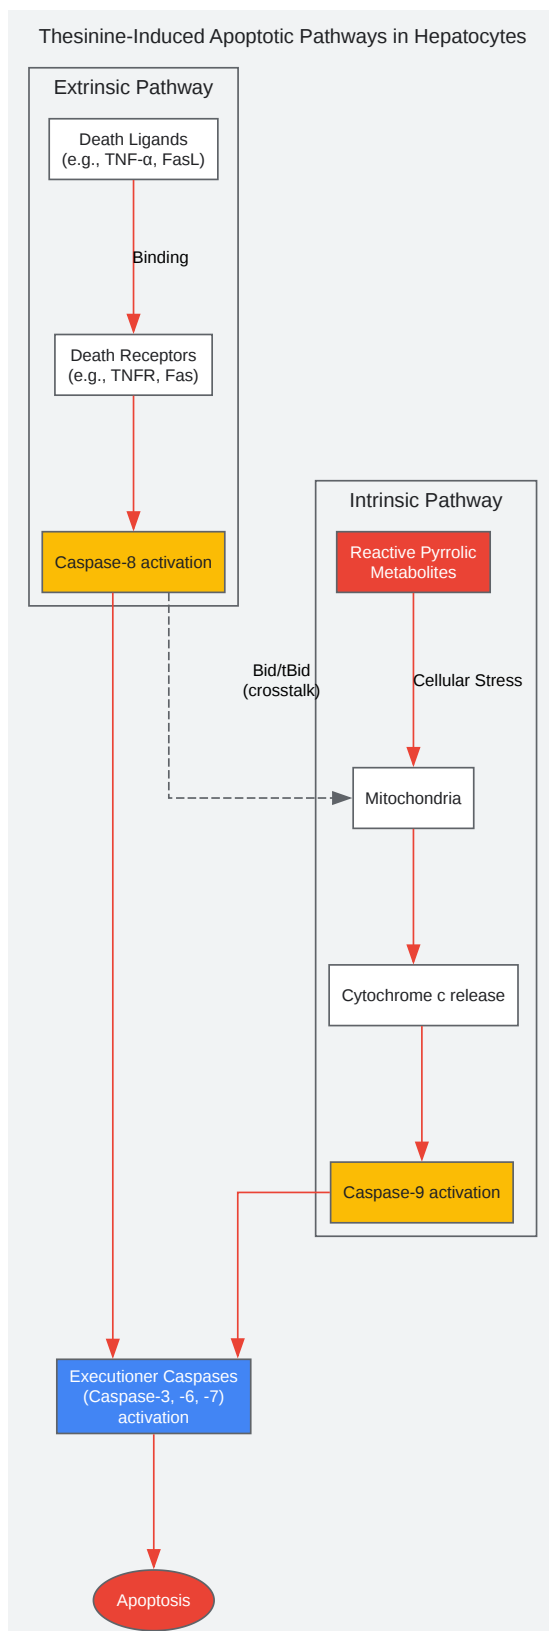 Thesinine-Induced Apoptotic Pathways in Hepatocytes
Extrinsic Pathway
Death Ligands
(e.g., TNF-α, FasL)
Binding
Death Receptors
(e.g., TNFR, Fas)
Caspase-8 activation
Intrinsic Pathway
Reactive Pyrrolic
Metabolites
Bid/tBid
(crosstalk)
Cellular Stress
Mitochondria
Cytochrome c release
Caspase-9 activation
Executioner Caspases
(Caspase-3, -6, -7)
activation
Apoptosis